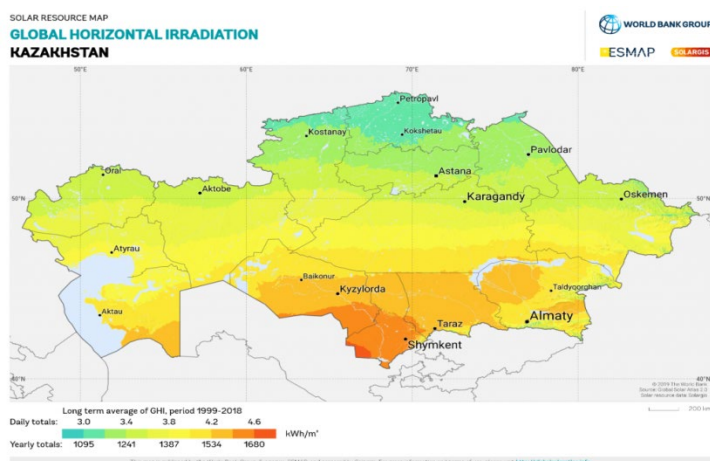 SOLAR RESOURCE MAP
GLOBAL HORIZONTAL IRRADIATION
KAZAKHSTAN
WORLD BANK GROUP
ESMAP
SOLARGIS
50°E
60°E
70°E
80°E
Petropavl
Kostanay
Kokshetau
Pavlodar
Astana
Oral
Aktobe
50°N
Karagandy
Oskemen
50°N
Atyrau
Baikonur
Kyzylorda
Taldyqorghan
Aktau
Almaty
Taraz
Shymkent
40°N
40°N
© 2019 The World Bank
Source: Global Solar Atlas 2.0
Solar resource data: Solargis
200 km
Long term average of GHI, period 1999-2018
Daily totals: 3.0 3.4 3.8 4.2 4.6
kWh/m²
Yearly totals: 1095 1241 1387 1534 1680